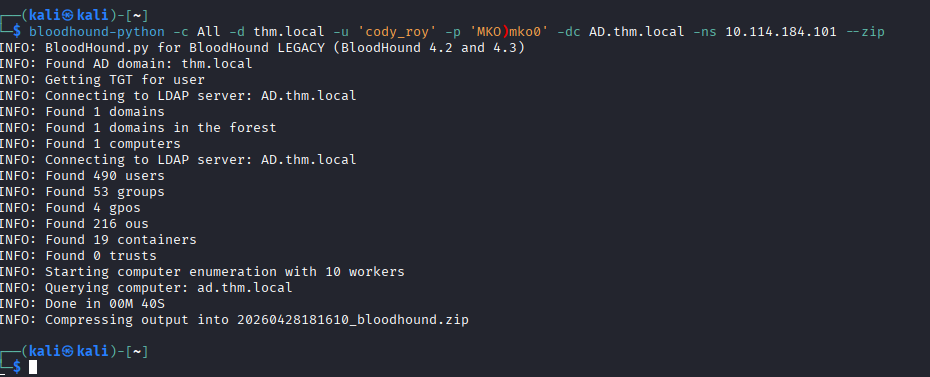 ┌──(kali㉿kali)-[~]
└─$ bloodhound-python -c All -d thm.local -u 'cody_roy' -p 'MKO)mko0' -dc AD.thm.local -ns 10.114.184.101 --zip
INFO: BloodHound.py for BloodHound LEGACY (BloodHound 4.2 and 4.3)
INFO: Found AD domain: thm.local
INFO: Getting TGT for user
INFO: Connecting to LDAP server: AD.thm.local
INFO: Found 1 domains
INFO: Found 1 domains in the forest
INFO: Found 1 computers
INFO: Connecting to LDAP server: AD.thm.local
INFO: Found 490 users
INFO: Found 53 groups
INFO: Found 4 gpos
INFO: Found 216 ous
INFO: Found 19 containers
INFO: Found 0 trusts
INFO: Starting computer enumeration with 10 workers
INFO: Querying computer: ad.thm.local
INFO: Done in 00M 40S
INFO: Compressing output into 20260428181610_bloodhound.zip
┌──(kali㉿kali)-[~]
└─$